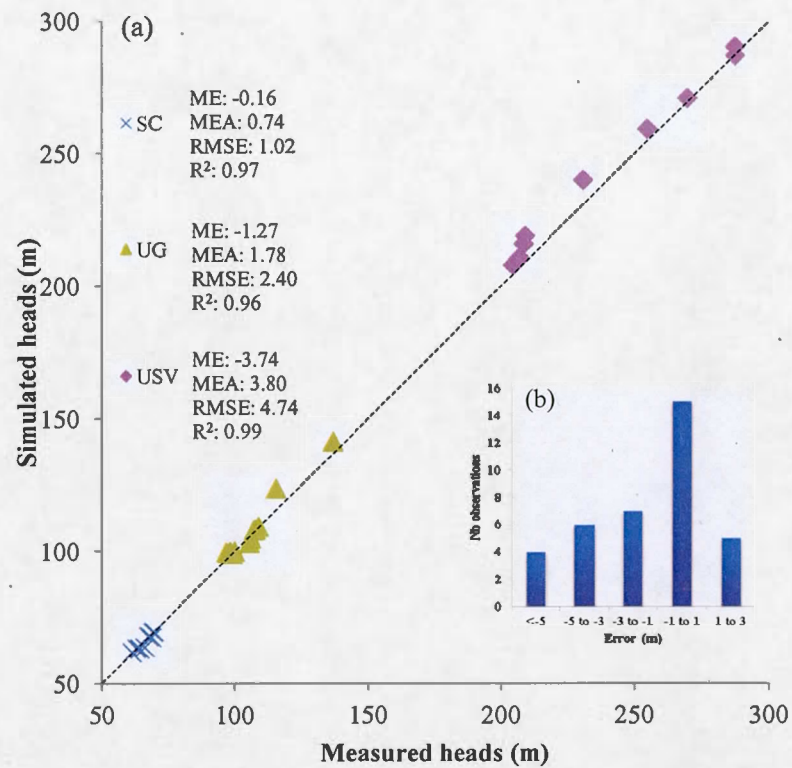 (a)
Simulated heads (m)
300
250
200
150
100
50
SC
ME: -0.16
MEA: 0.74
RMSE: 1.02
R²: 0.97
UG
ME: -1.27
MEA: 1.78
RMSE: 2.40
R²: 0.96
USV
ME: -3.74
MEA: 3.80
RMSE: 4.74
R²: 0.99
(b)
Nb observations
16
14
12
10
8
6
4
2
0
<-5 -5 to -3 -3 to -1 -1 to 1 1 to 3
Error (m)
50 100 150 200 250 300
Measured heads (m)